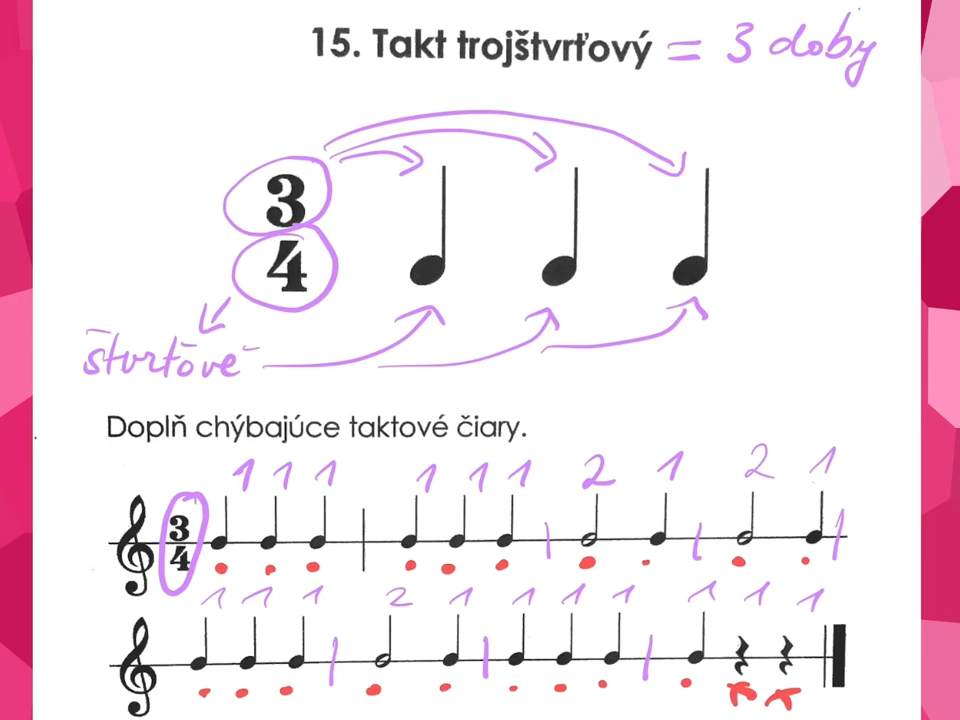 15. Takt trojštvrťový = 3 doby
3
4
štvrťové
Doplň chýbajúce taktové čiary.
1 1 1 1 1 1 2 1 2 1
3
4
1 1 1 2 1 1 1 1 1 1 1